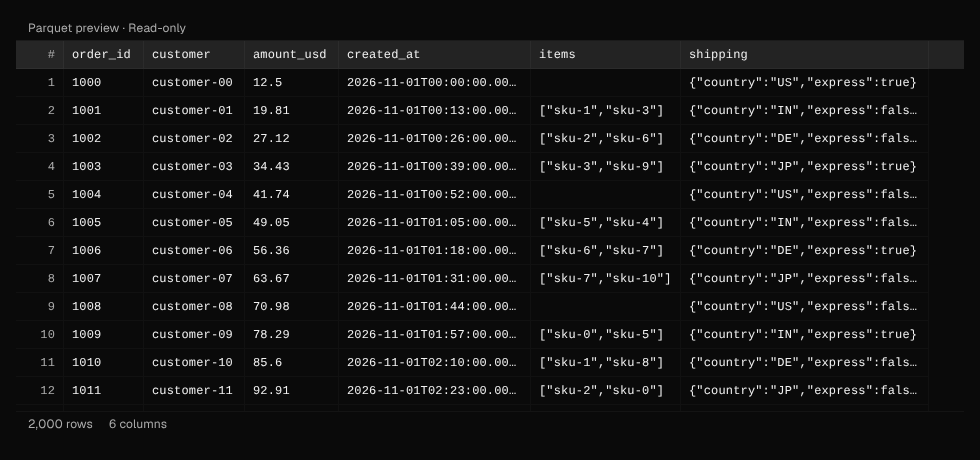 Parquet preview · Read-only
# order_id customer amount_usd created_at items shipping
1 1000 customer-00 12.5 2026-11-01T00:00:00.00… {"country":"US","express":true}
2 1001 customer-01 19.81 2026-11-01T00:13:00.00… ["sku-1","sku-3"] {"country":"IN","express":fals…
3 1002 customer-02 27.12 2026-11-01T00:26:00.00… ["sku-2","sku-6"] {"country":"DE","express":fals…
4 1003 customer-03 34.43 2026-11-01T00:39:00.00… ["sku-3","sku-9"] {"country":"JP","express":true}
5 1004 customer-04 41.74 2026-11-01T00:52:00.00… {"country":"US","express":fals…
6 1005 customer-05 49.05 2026-11-01T01:05:00.00… ["sku-5","sku-4"] {"country":"IN","express":fals…
7 1006 customer-06 56.36 2026-11-01T01:18:00.00… ["sku-6","sku-7"] {"country":"DE","express":true}
8 1007 customer-07 63.67 2026-11-01T01:31:00.00… ["sku-7","sku-10"] {"country":"JP","express":fals…
9 1008 customer-08 70.98 2026-11-01T01:44:00.00… {"country":"US","express":fals…
10 1009 customer-09 78.29 2026-11-01T01:57:00.00… ["sku-0","sku-5"] {"country":"IN","express":true}
11 1010 customer-10 85.6 2026-11-01T02:10:00.00… ["sku-1","sku-8"] {"country":"DE","express":fals…
12 1011 customer-11 92.91 2026-11-01T02:23:00.00… ["sku-2","sku-0"] {"country":"JP","express":fals…
2,000 rows 6 columns